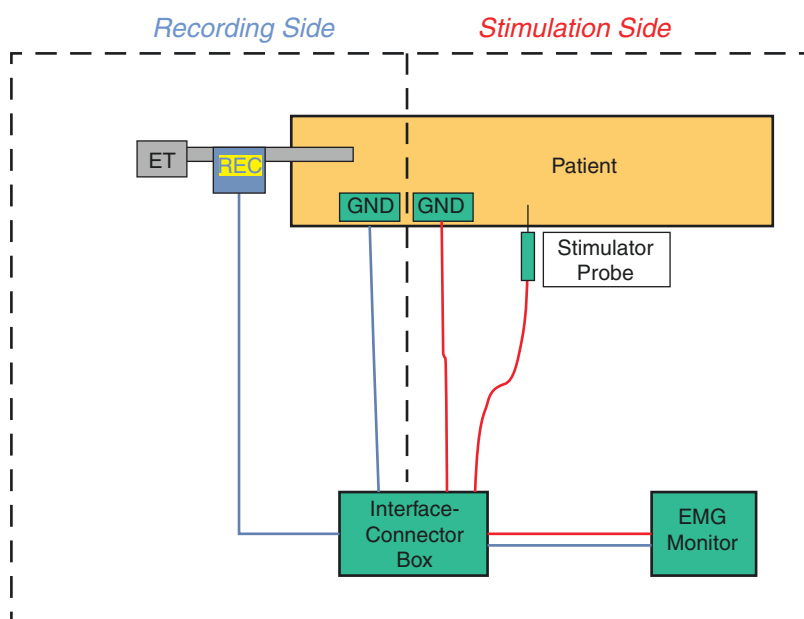 Recording Side
Stimulation Side
ET
REC
Patient
GND
GND
Stimulator
Probe
Interface-
Connector
Box
EMG
Monitor